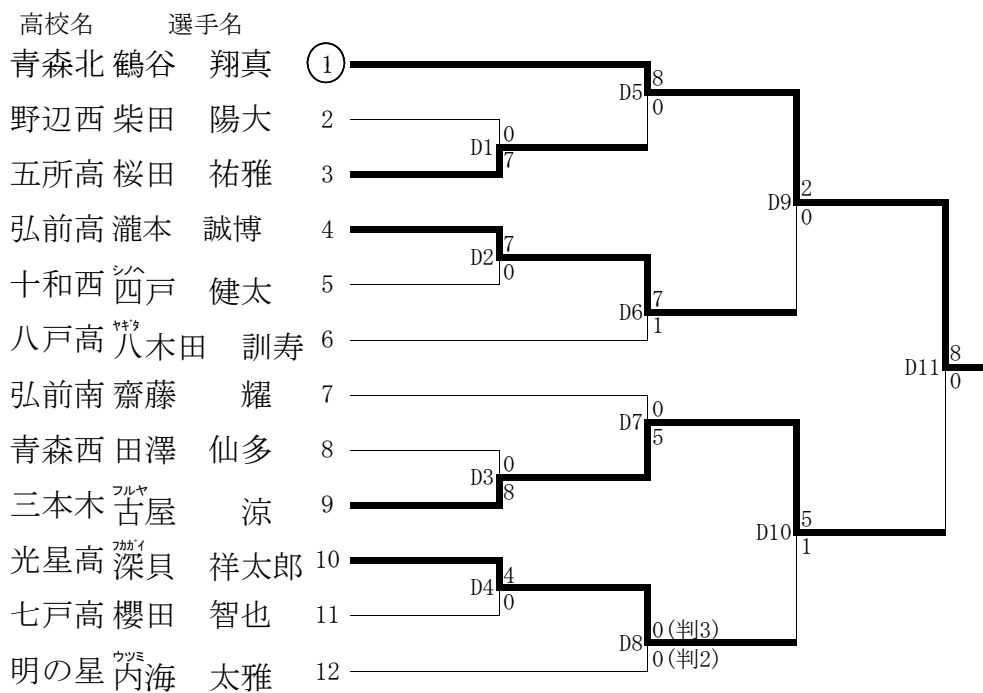 高校名 選手名
青森北 鶴谷 翔真 1
野辺西 柴田 陽大 2
五所高 桜田 祐雅 3
弘前高 瀧本 誠博 4
シノヘ
十和西 四戸 健太 5
ヤギタ
八戸高 八木田 訓寿 6
弘前南 齋藤 耀 7
青森西 田澤 仙多 8
フルヤ
三本木 古屋 涼 9
フカガイ
光星高 深貝 祥太郎 10
七戸高 櫻田 智也 11
ウツミ
明の星 内海 太雅 12
D1 0
7
D2 7
0
D3 0
8
D4 4
0
D5 8
0
D6 7
1
D7 0
5
D8 0(判3)
0(判2)
D9 2
0
D10 5
1
D11 8
0